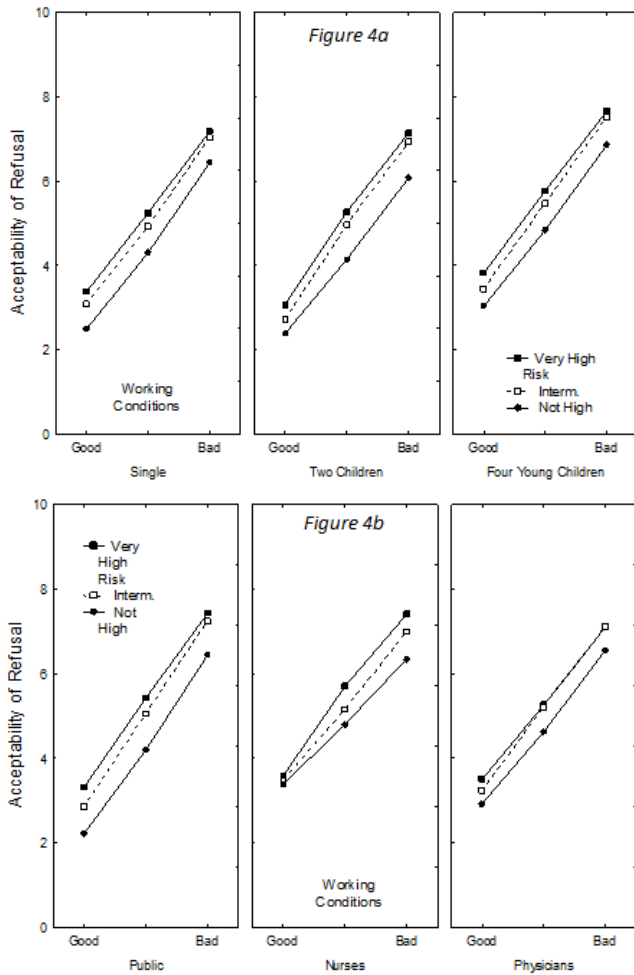 Figure 4a
Acceptability of Refusal
10
8
6
4
2
0
Working
Conditions
Very High
Risk
Interm.
Not High
Good
Bad
Good
Bad
Good
Bad
Single
Two Children
Four Young Children
Figure 4b
Acceptability of Refusal
10
8
6
4
2
0
Very
High
Risk
Interm.
Not
High
Working
Conditions
Good
Bad
Good
Bad
Good
Bad
Public
Nurses
Physicians